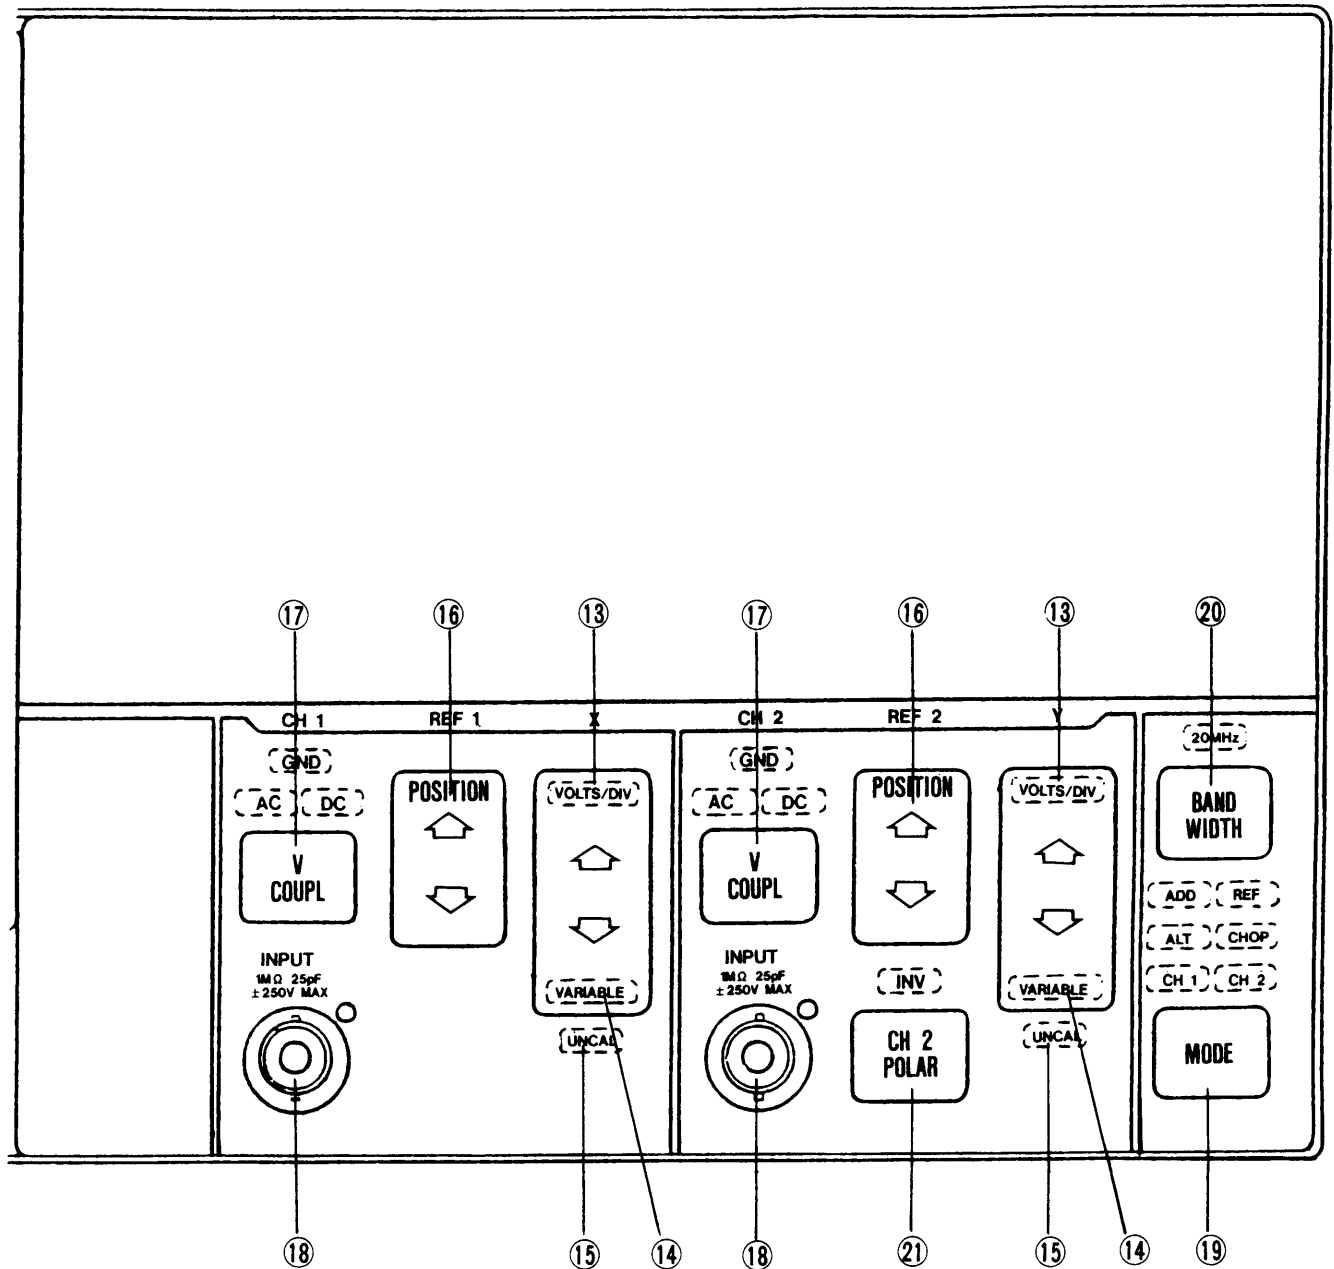 17 16 13 17 16 13 20
CH 1 REF 1 X CH 2 REF 2 Y
GND
AC DC
V
COUPL
INPUT
1MΩ 25pF
±250V MAX
POSITION
VOLTS/DIV
VARIABLE
UNCAL
GND
AC DC
V
COUPL
INPUT
1MΩ 25pF
±250V MAX
POSITION
INV
CH 2
POLAR
VOLTS/DIV
VARIABLE
UNCAL
20MHz
BAND
WIDTH
ADD REF
ALT CHOP
CH 1 CH 2
MODE
18 15 14 18 21 15 14 19